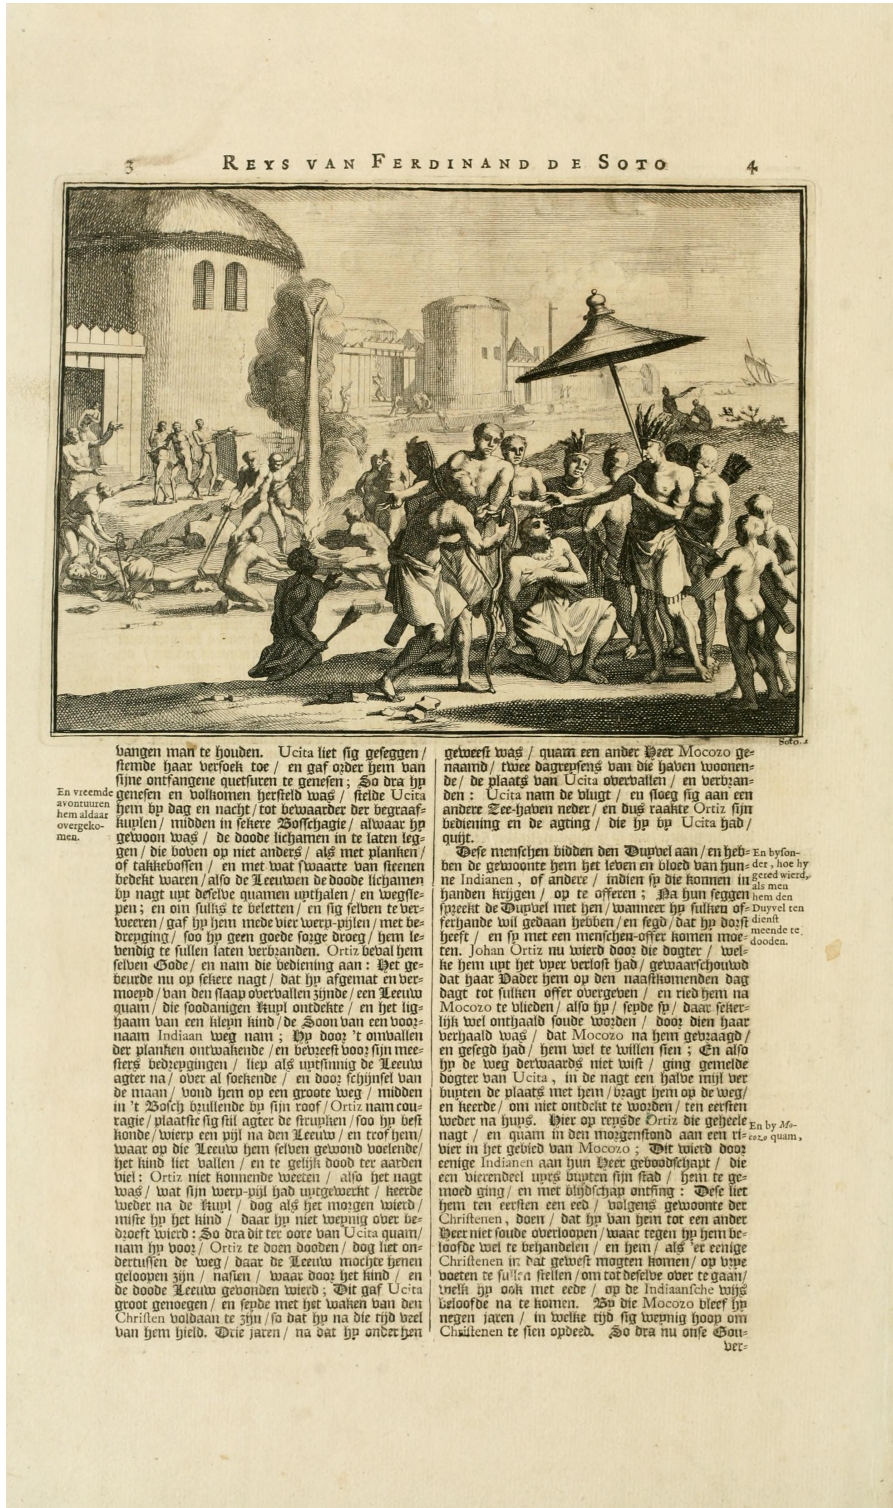 3 REYS VAN FERDINAND DE SOTO 4
Soto. 1
vangen man te houden. Ucita liet sig geseggen /
stemde haar versoek toe / en gaf order hem van
sijne ontfangene quetsuren te genesen; So dra hy
genesen en volkomen herstelt was / stelde Ucita
hem by dag en nacht / tot bewaarder der begraaf-
kuylen / midden in sekere Bosschagie / alwaar hy
gewoon was / de doode lichamen in te laten leg-
gen / die boven op niet anders / als met planken /
of takkebossen / en met wat swaarte van steenen
bedekt waren / also de Leeuwen de doode lichamen
by nagt uyt deselve quamen uythalen / en wegsle-
pen; en om sulks te beletten / en sig selven te ver-
weeren / gaf hy hem mede vier werp-pijlen / met be-
dreyging / soo hy geen goede sorge droeg / hem le-
vendig te sullen laten verbranden. Ortiz beval hem
selven Gode / en nam die bediening aan: Het ge-
beurde nu op sekere nagt / dat hy afgemat en ver-
moeyd / van den slaap overvallen zijnde / een Leeuw
quam / die soodanigen Kuyl ontdekte / en het lig-
haam van een kleyn kind / de Soon van een voor-
naam Indiaan weg nam; Hy door 't omvallen
der planken ontwakende / en bevreest voor sijn mee-
sters bedreygingen / liep als uytsinnig de Leeuw
agter na / over al soekende / en door schijnsel van
de maan / vond hem op een groote weg / midden
in 't Bosch brullende by sijn roof / Ortiz nam cou-
ragie / plaatste sig stil agter de struyken / soo hy best
konde / wierp een pijl na den Leeuw / en trof hem /
waar op die Leeuw hem selven gewond voelende /
het kind liet vallen / en te gelijk dood ter aarden
viel: Ortiz niet konnende weeten / also het nagt
was / wat sijn werp-pijl had uytgewerkt / keerde
weder na de Kuyl / dog als het morgen wierd /
miste hy het kind / daar hy niet weynig over be-
droeft wierd: So dra dit ter oore van Ucita quam /
nam hy voor / Ortiz te doen dooden / dog liet on-
dertussen de weg / daar de Leeuw mochte henen
geloopen zijn / nasien / waar door het kind / en
de doode Leeuw gevonden wierd; Dit gaf Ucita
groot genoegen / en seyde met het waken van den
Christen voldaan te zijn / so dat hy na die tijd veel
van hem hield. Drie jaren / na dat hy onder hen
En vreemde
avontuuren
hem aldaar
overgeko-
men.
geweest was / quam een ander Heer Mocozo ge-
naamd / twee dagreysens van die haven woonen-
de / de plaats van Ucita overvallen / en verbran-
den: Ucita nam de vlugt / en sloeg sig aan een
andere Zee-haven neder / en dus raakte Ortiz sijn
bediening en de agting / die hy by Ucita had /
quijt.
Dese menschen bidden den Duyvel aan / en heb-
ben de gewoonte hem het leven en bloed van hun-
ne Indianen, of andere / indien sy die konnen in
handen krijgen / op te offeren; Na hun seggen
spreekt de Duyvel met hen / wanneer hy sulken of-
ferhande wil gedaan hebben / en segd / dat hy dorst
heeft / en sy met een menschen-offer komen moe-
ten. Johan Ortiz nu wierd door die dogter / wel-
ke hem uyt het vyer verlost had / gewaarschouwd
dat haar Vader hem op den naastkomenden dag
dagt tot sulken offer overgeven / en ried hem na
Mocozo te vlieden / also hy / seyde sy / daar seker-
lijk wel onthaald soude worden / door dien haar
verhaald was / dat Mocozo na hem gevraagd /
en gesegd had / hem wel te willen sien; En also
hy de weg derwaards niet wist / ging gemelde
dogter van Ucita, in de nagt een halve mijl ver
buyten de plaats met hem / bragt hem op de weg /
en keerde / om niet ontdekt te worden / ten eersten
weder na huys. Hier op reysde Ortiz die geheele
nagt / en quam in den morgenstond aan een ri-
vier in het gebied van Mocozo; Dit wierd door
eenige Indianen aan hun Heer geboodschapt / die
een vierendeel uyrs buyten sijn stad / hem te ge-
moed ging / en met blijdschap ontfing: Dese liet
hem ten eersten een eed / volgens gewoonte der
Christenen, doen / dat hy van hem tot een ander
Heer niet soude overloopen / waar tegen hy hem be-
loofde wel te behandelen / en hem / als 'er eenige
Christenen in dat gewest mogten komen / op vrye
voeten te sullen stellen / om tot deselve over te gaan /
welk hy ook met eede / op de Indiaansche wijs
beloofde na te komen. By die Mocozo bleef hy
negen jaren / in welke tijd sig weynig hoop om
Christenen te sien opdeed. So dra nu onse Gou-
ver-
En byson-
der, hoe hy
gered wierd,
als men
hem den
Duyvel ten
dienst
meende te
dooden.
En by Mo-
cozo quam,